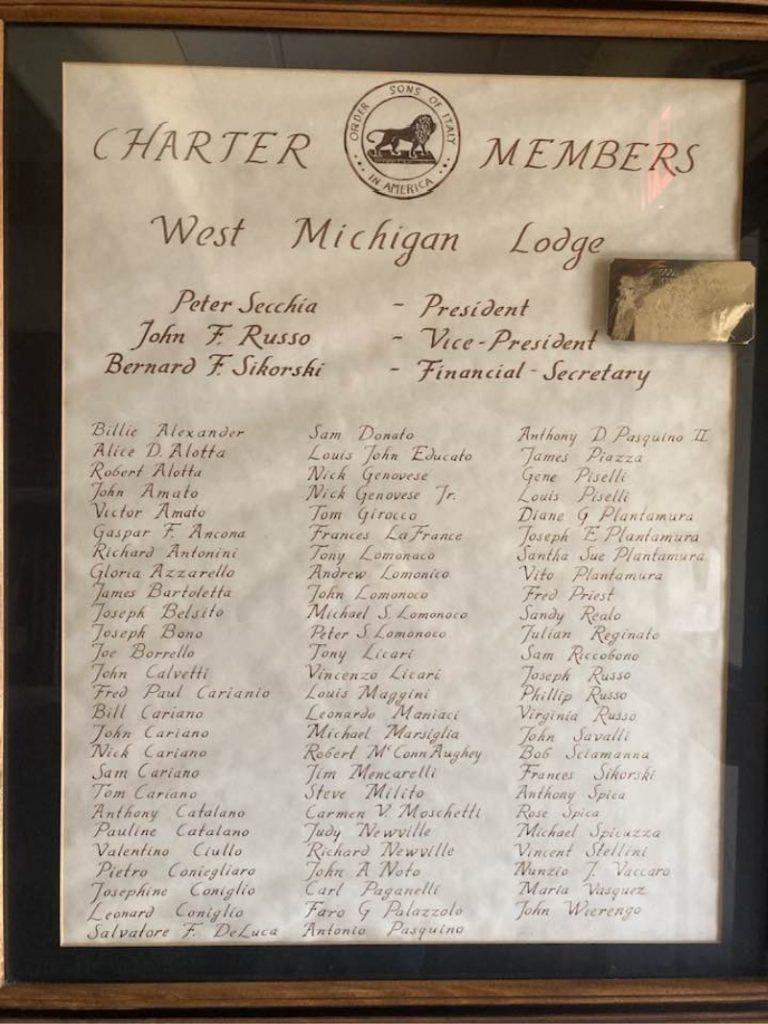 ORDER SONS OF ITALY
IN AMERICA
CHARTER MEMBERS
West Michigan Lodge
Peter Secchia - President
John F. Russo - Vice-President
Bernard F. Sikorski - Financial-Secretary
Billie Alexander
Alice D. Alotta
Robert Alotta
John Amato
Victor Amato
Gaspar F. Ancona
Richard Antonini
Gloria Azzarello
James Bartoletta
Joseph Belsito
Joseph Bono
Joe Borrello
John Calvetti
Fred Paul Carianio
Bill Cariano
John Cariano
Nick Cariano
Sam Cariano
Tom Cariano
Anthony Catalano
Pauline Catalano
Valentino Ciullo
Pietro Coniegliaro
Josephine Coniglio
Leonard Coniglio
Salvatore F. DeLuca
Sam Donato
Louis John Educato
Nick Genovese
Nick Genovese Jr.
Tom Girocco
Frances LaFrance
Tony Lomonaco
Andrew Lomonico
John Lomonoco
Michael S. Lomonoco
Peter S Lomonoco
Tony Licari
Vincenzo Licari
Louis Maggini
Leonardo Maniaci
Michael Marsiglia
Robert McConnAughey
Jim Mencarelli
Steve Milito
Carmen V. Moschetti
Judy Newville
Richard Newville
John A Noto
Carl Paganelli
Faro G Palazzolo
Antonio Pasquino
Anthony D. Pasquino II
James Piazza
Gene Piselli
Louis Piselli
Diane G Plantamura
Joseph E Plantamura
Santha Sue Plantamura
Vito Plantamura
Fred Priest
Sandy Realo
Julian Reginato
Sam Riccobono
Joseph Russo
Phillip Russo
Virginia Russo
John Savalli
Bob Sciamanna
Frances Sikorski
Anthony Spica
Rose Spica
Michael Spicuzza
Vincent Stellini
Nunzio J. Vaccaro
Maria Vasquez
John Wierengo